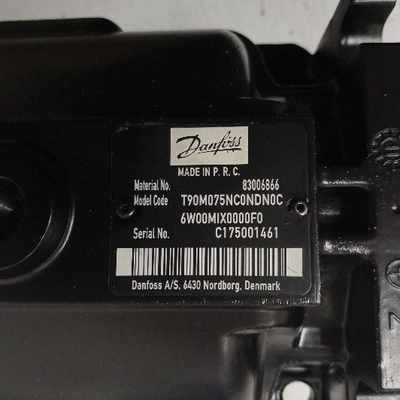 Danfoss
MADE IN P. R. C.
Material No. 83006866
Model Code T90M075NC0NDN0C
6W00MIX0000F0
Serial No. C175001461
Danfoss A/S, 6430 Nordborg, Denmark